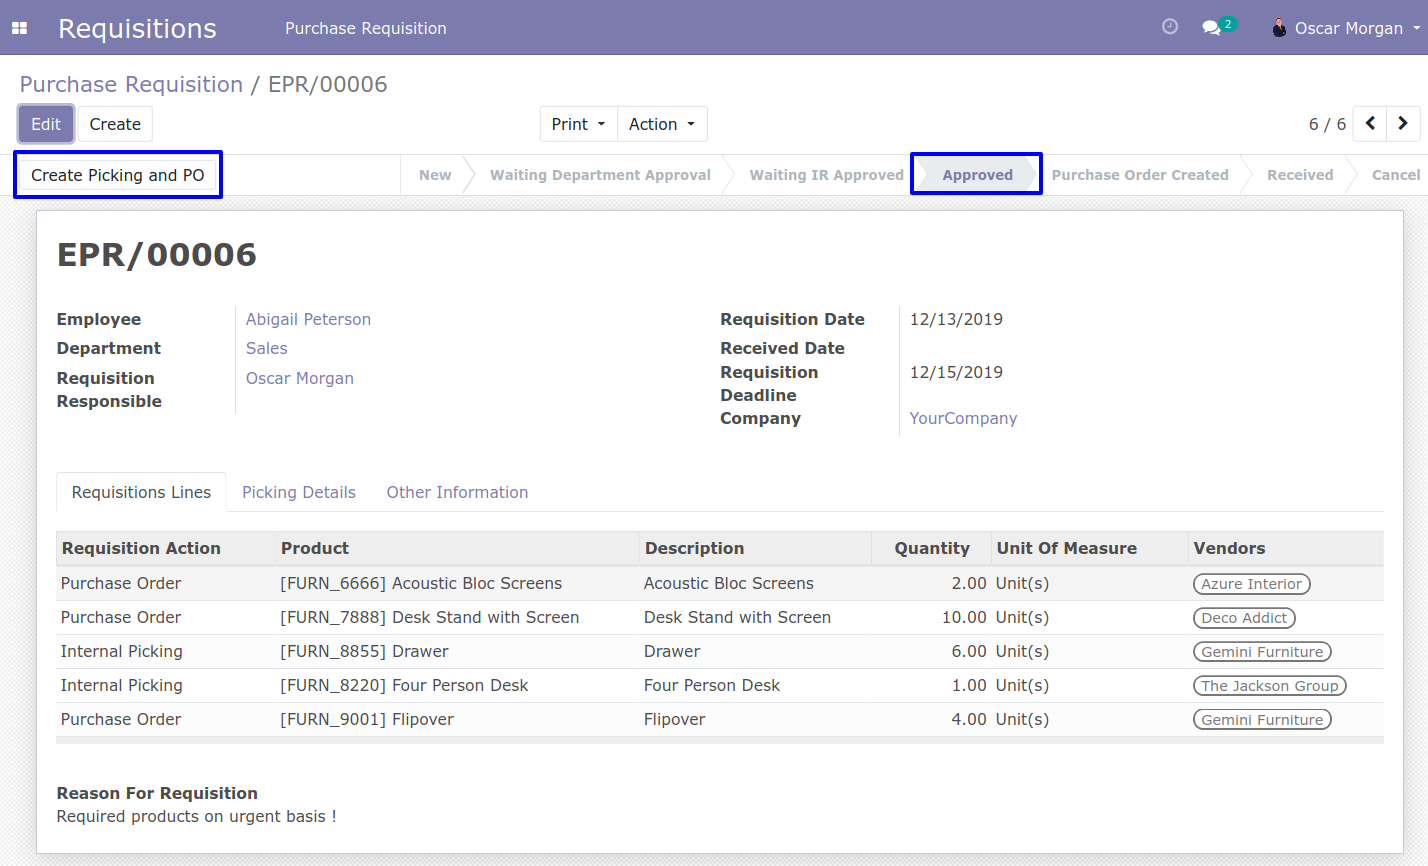 Requisitions Purchase Requisition 2 Oscar Morgan
Purchase Requisition / EPR/00006
Edit Create Print Action 6 / 6
Create Picking and PO New Waiting Department Approval Waiting IR Approved Approved Purchase Order Created Received Cancel
EPR/00006
Employee Abigail Peterson
Department Sales
Requisition Responsible Oscar Morgan
Requisition Date 12/13/2019
Received Date
Requisition Deadline 12/15/2019
Company YourCompany
Requisitions Lines Picking Details Other Information
Requisition Action Product Description Quantity Unit Of Measure Vendors
Purchase Order [FURN_6666] Acoustic Bloc Screens Acoustic Bloc Screens 2.00 Unit(s) Azure Interior
Purchase Order [FURN_7888] Desk Stand with Screen Desk Stand with Screen 10.00 Unit(s) Deco Addict
Internal Picking [FURN_8855] Drawer Drawer 6.00 Unit(s) Gemini Furniture
Internal Picking [FURN_8220] Four Person Desk Four Person Desk 1.00 Unit(s) The Jackson Group
Purchase Order [FURN_9001] Flipover Flipover 4.00 Unit(s) Gemini Furniture
Reason For Requisition
Required products on urgent basis !